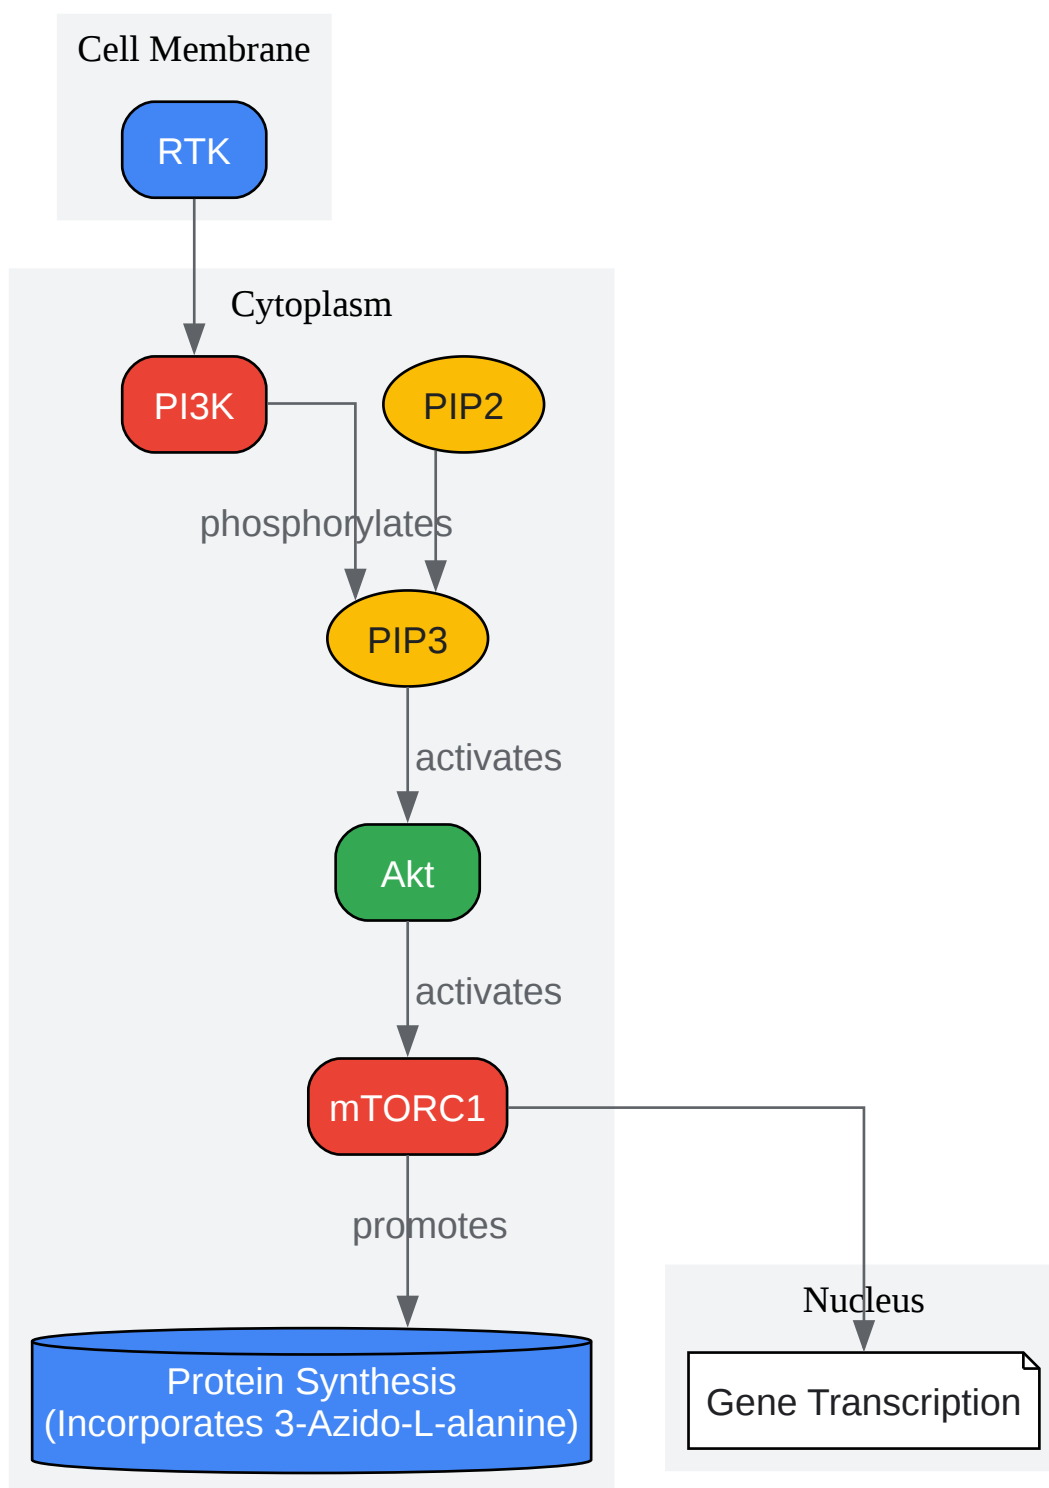 Cell Membrane
RTK
Cytoplasm
PI3K
PIP2
phosphorylates
PIP3
activates
Akt
activates
mTORC1
promotes
Nucleus
Protein Synthesis
(Incorporates 3-Azido-L-alanine)
Gene Transcription